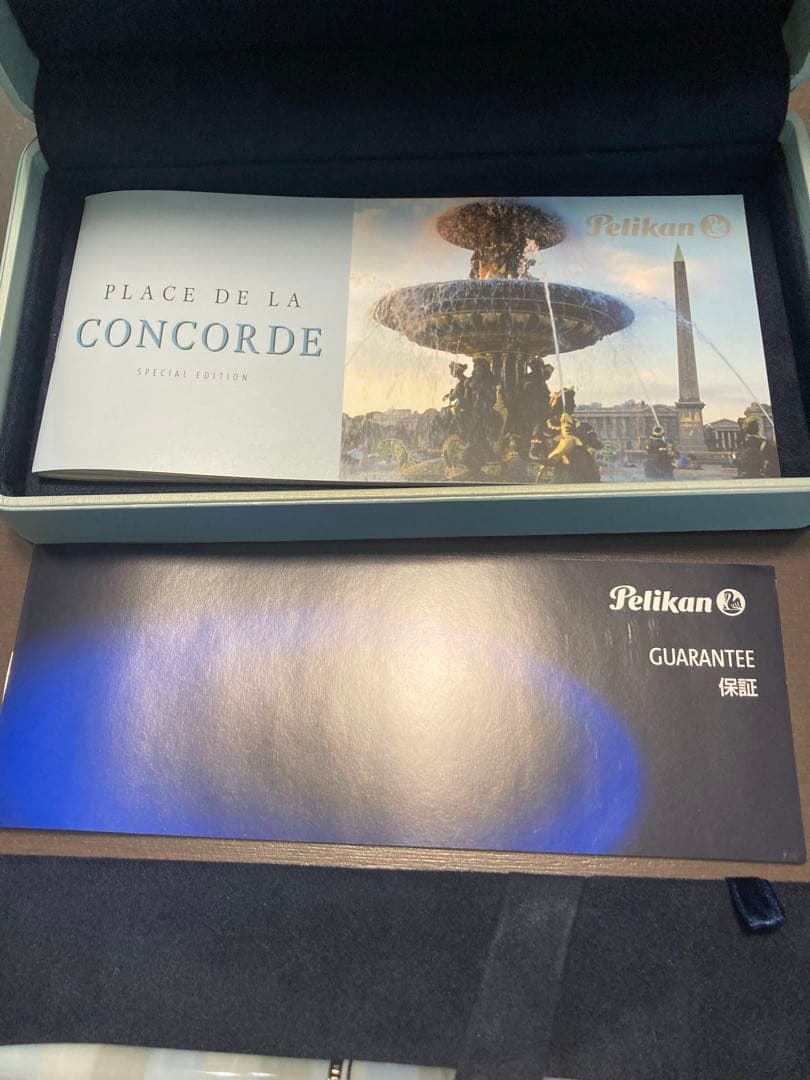 Pelikan
PLACE DE LA
CONCORDE
SPECIAL EDITION
Pelikan
GUARANTEE
保証